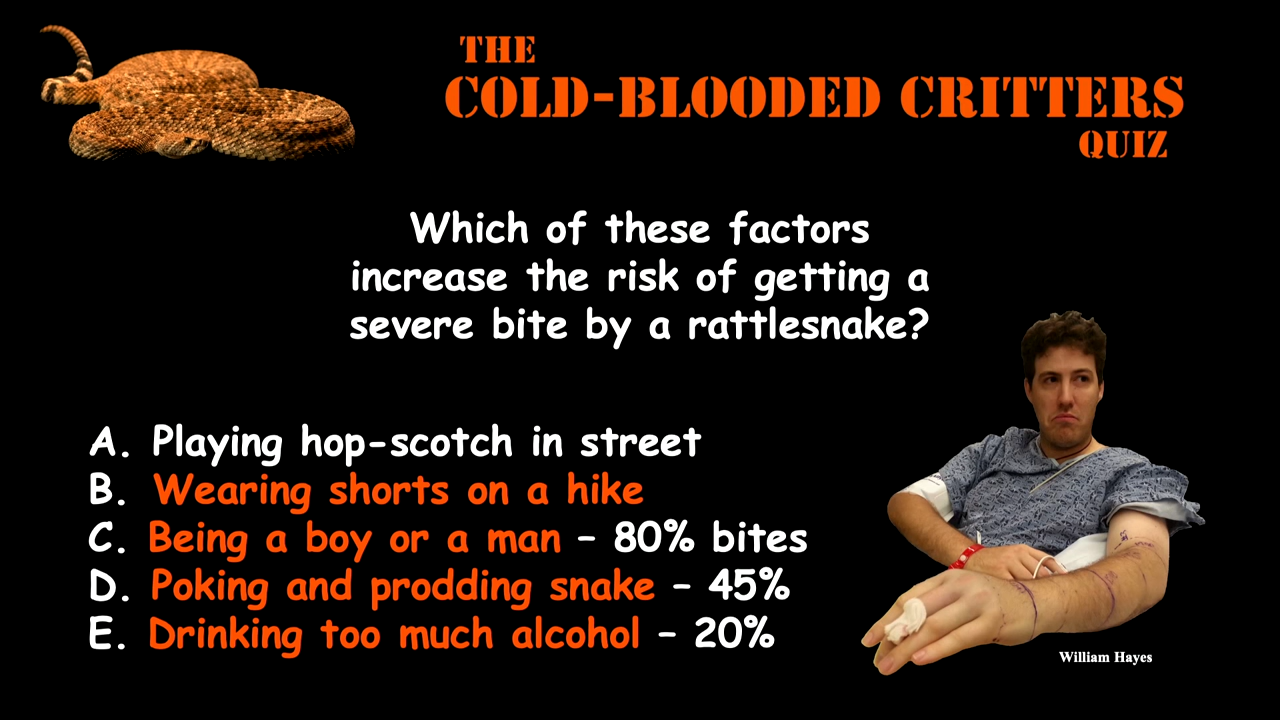 THE
COLD-BLOODED CRITTERS
QUIZ
Which of these factors
increase the risk of getting a
severe bite by a rattlesnake?
A. Playing hop-scotch in street
B. Wearing shorts on a hike
C. Being a boy or a man – 80% bites
D. Poking and prodding snake – 45%
E. Drinking too much alcohol – 20%
William Hayes